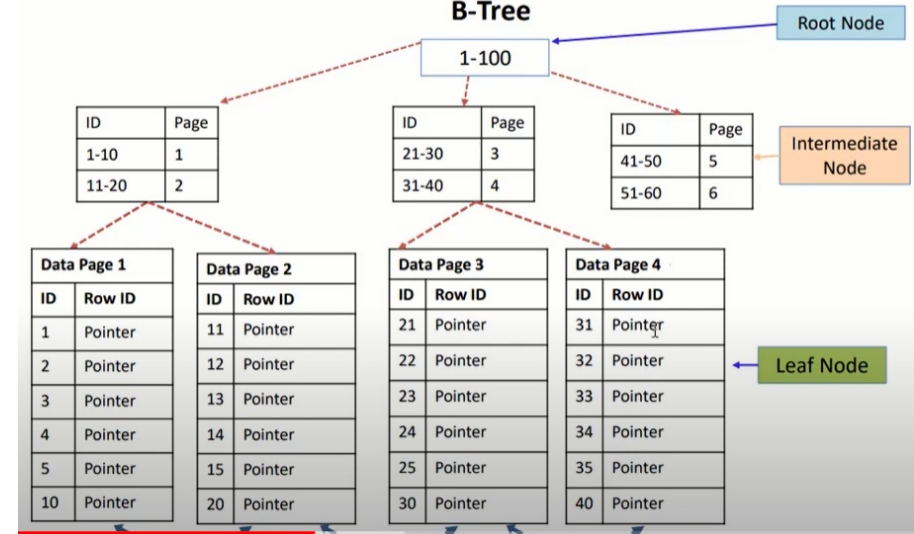 B-Tree
Root Node
1-100
ID Page
1-10 1
11-20 2
ID Page
21-30 3
31-40 4
ID Page
41-50 5
51-60 6
Intermediate
Node
Data Page 1
ID Row ID
1 Pointer
2 Pointer
3 Pointer
4 Pointer
5 Pointer
10 Pointer
Data Page 2
ID Row ID
11 Pointer
12 Pointer
13 Pointer
14 Pointer
15 Pointer
20 Pointer
Data Page 3
ID Row ID
21 Pointer
22 Pointer
23 Pointer
24 Pointer
25 Pointer
30 Pointer
Data Page 4
ID Row ID
31 Pointer
32 Pointer
33 Pointer
34 Pointer
35 Pointer
40 Pointer
Leaf Node